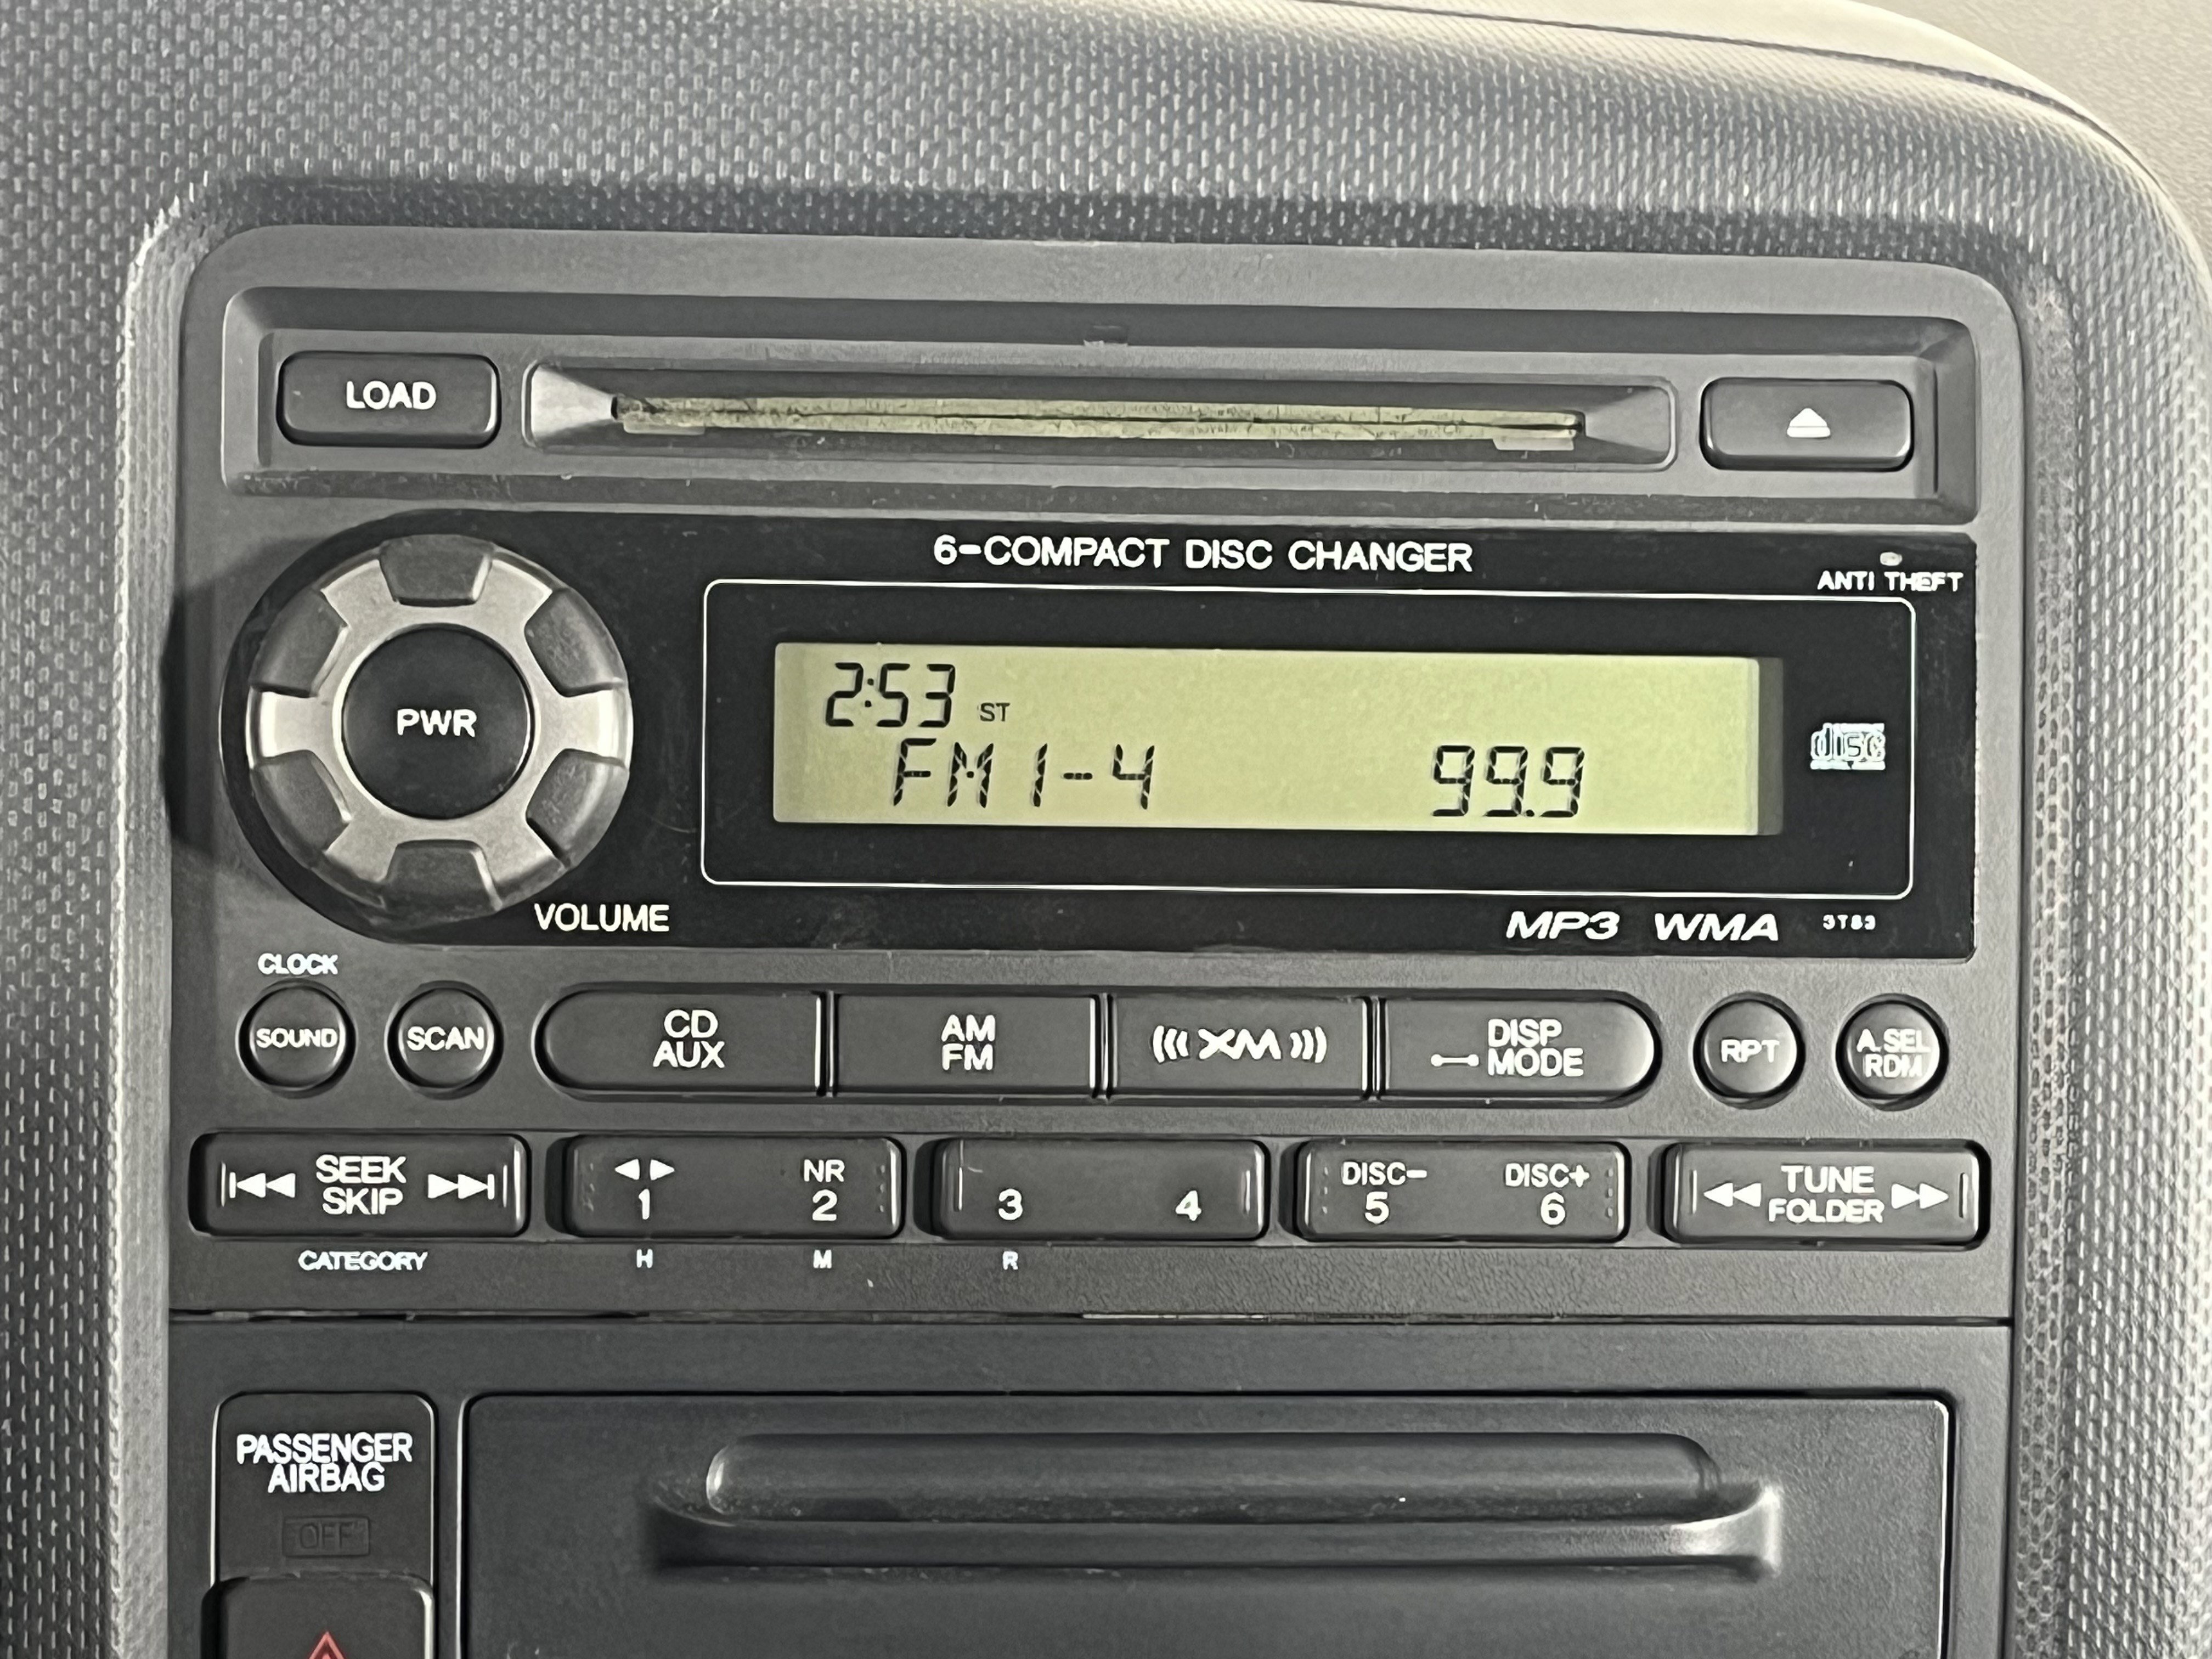 LOAD
6-COMPACT DISC CHANGER
ANTI THEFT
PWR
2:53 ST
FM1-4 99.9
disc
VOLUME
MP3 WMA 3T83
CLOCK
SOUND
SCAN
CD
AUX
AM
FM
XM
DISP
MODE
RPT
A.SEL
RDM
SEEK
SKIP
1
NR
2
3
4
DISC-
5
DISC+
6
TUNE
FOLDER
CATEGORY
H
M
R
PASSENGER
AIRBAG
OFF